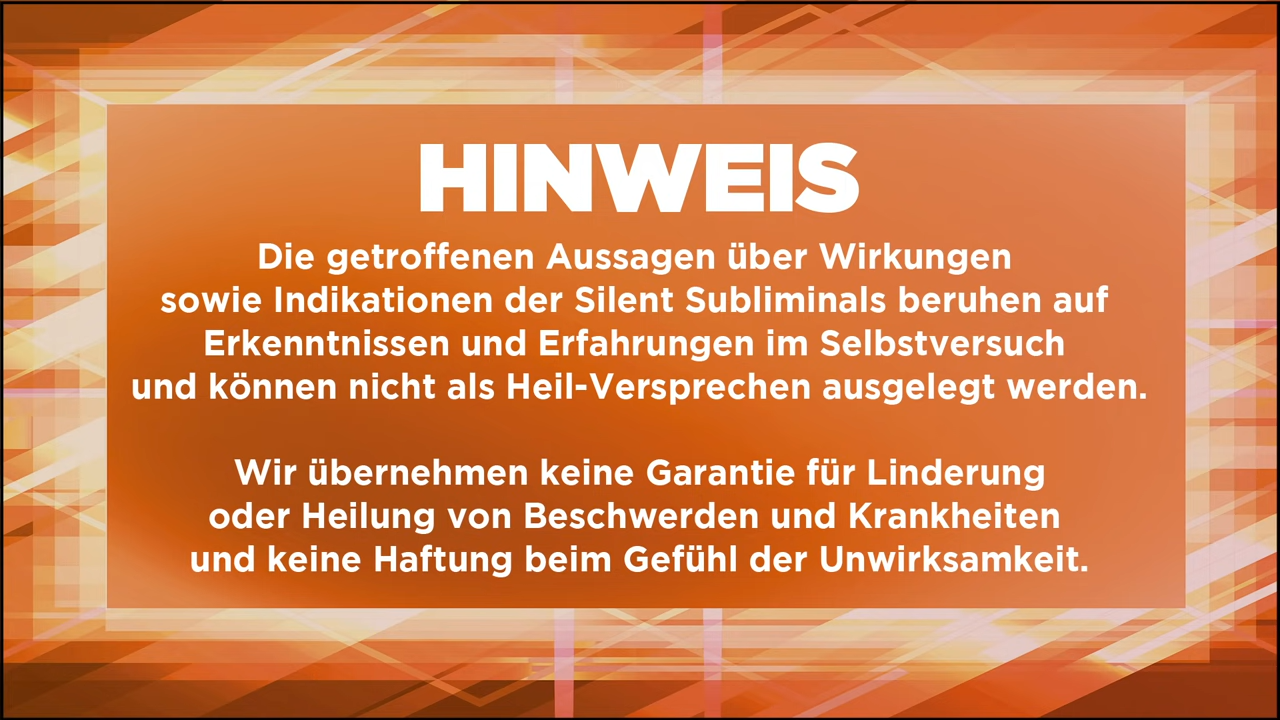 HINWEIS
Die getroffenen Aussagen über Wirkungen
sowie Indikationen der Silent Subliminals beruhen auf
Erkenntnissen und Erfahrungen im Selbstversuch
und können nicht als Heil-Versprechen ausgelegt werden.
Wir übernehmen keine Garantie für Linderung
oder Heilung von Beschwerden und Krankheiten
und keine Haftung beim Gefühl der Unwirksamkeit.